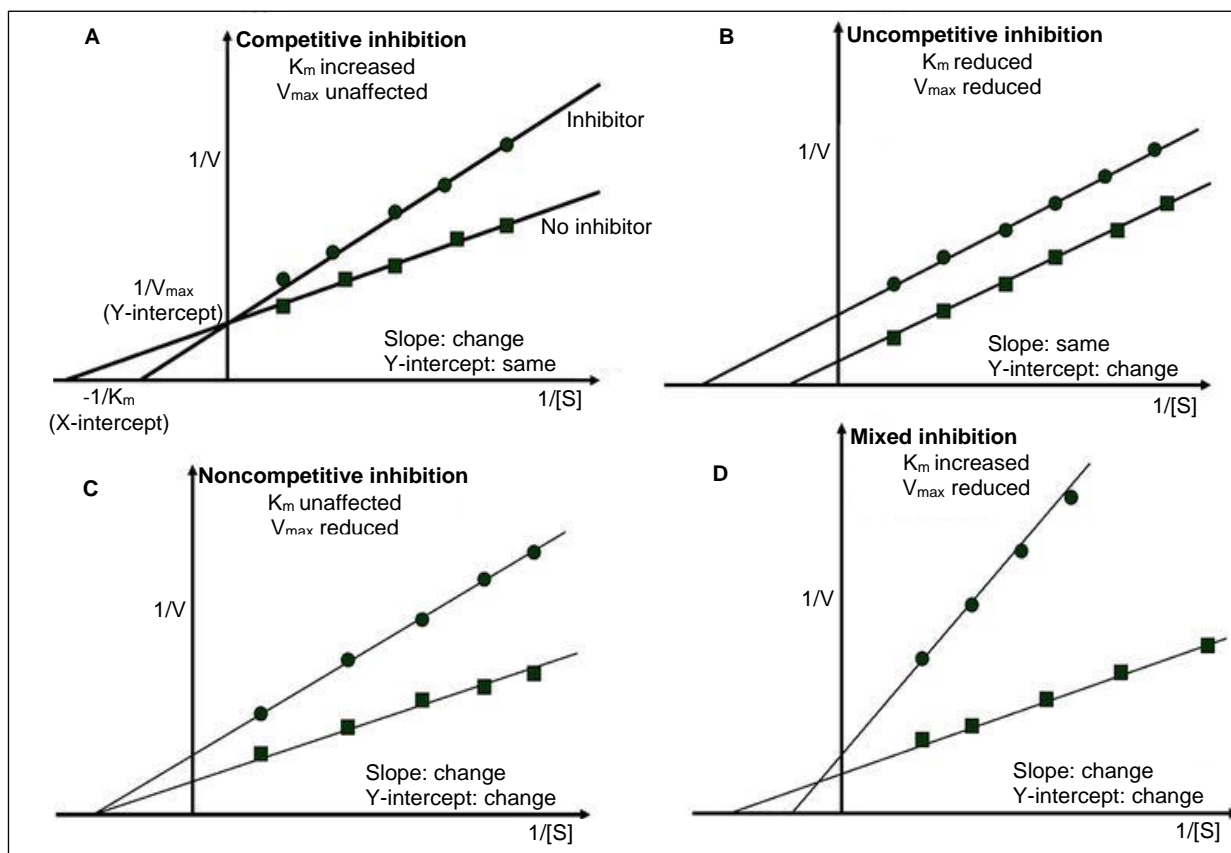 A
Competitive inhibition
Km increased
Vmax unaffected
Inhibitor
1/V
No inhibitor
1/Vmax
(Y-intercept)
Slope: change
Y-intercept: same
-1/Km
(X-intercept)
1/[S]
B
Uncompetitive inhibition
Km reduced
Vmax reduced
1/V
Slope: same
Y-intercept: change
1/[S]
C
Noncompetitive inhibition
Km unaffected
Vmax reduced
1/V
Slope: change
Y-intercept: change
1/[S]
D
Mixed inhibition
Km increased
Vmax reduced
1/V
Slope: change
Y-intercept: change
1/[S]